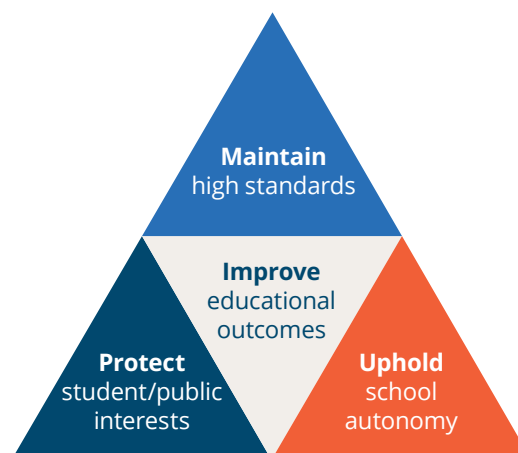 Maintain
high standards
Improve
educational
outcomes
Protect
student/public
interests
Uphold
school
autonomy